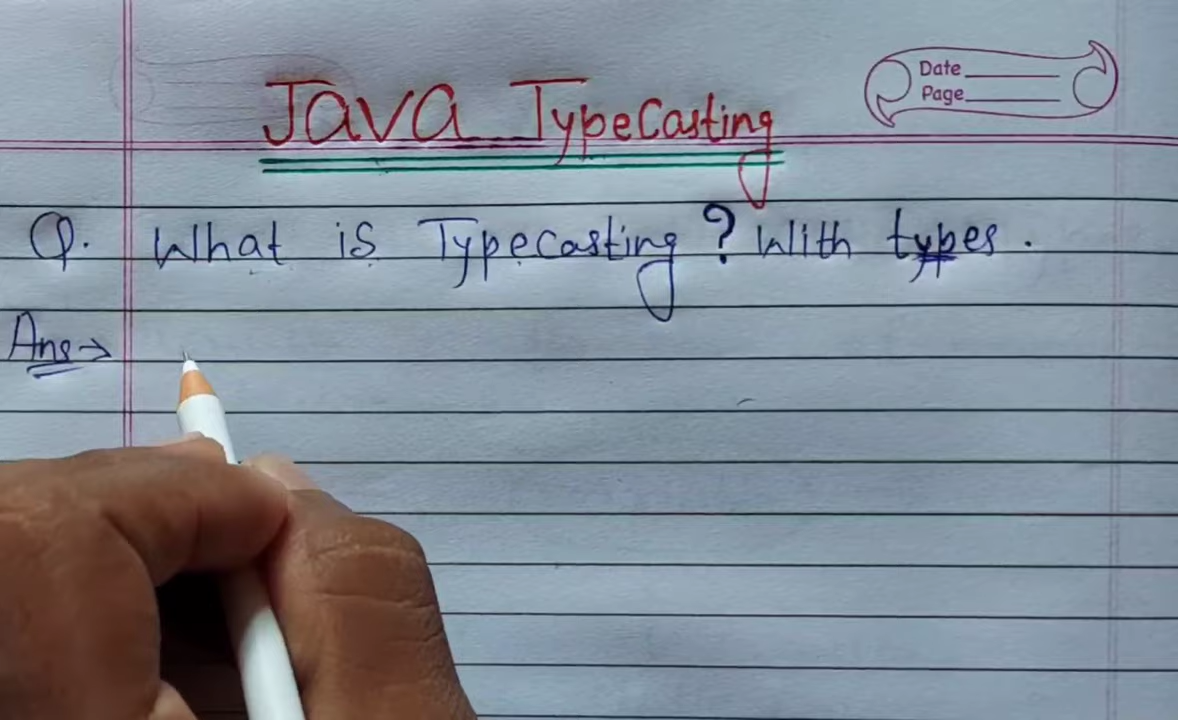 Java TypeCasting
Date
Page
Q. What is Typecasting? With types.
Ans→